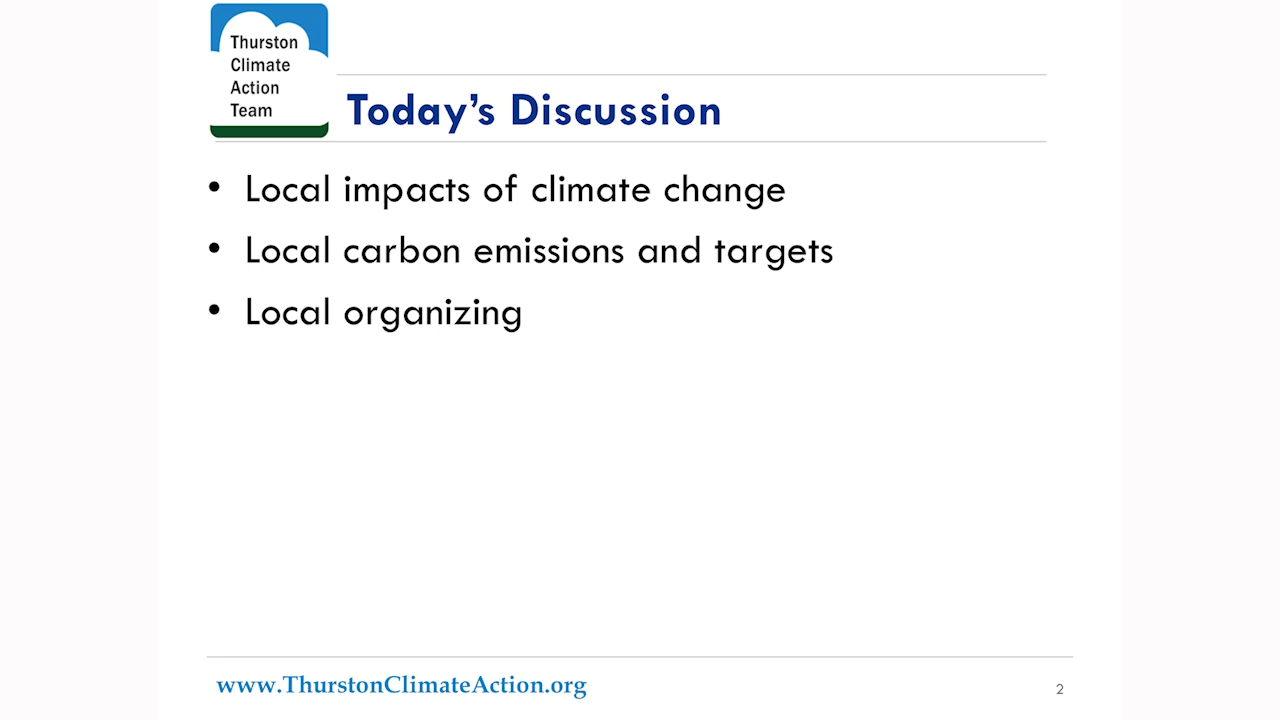 Thurston
Climate
Action
Team
Today’s Discussion
• Local impacts of climate change
• Local carbon emissions and targets
• Local organizing
www.ThurstonClimateAction.org
2